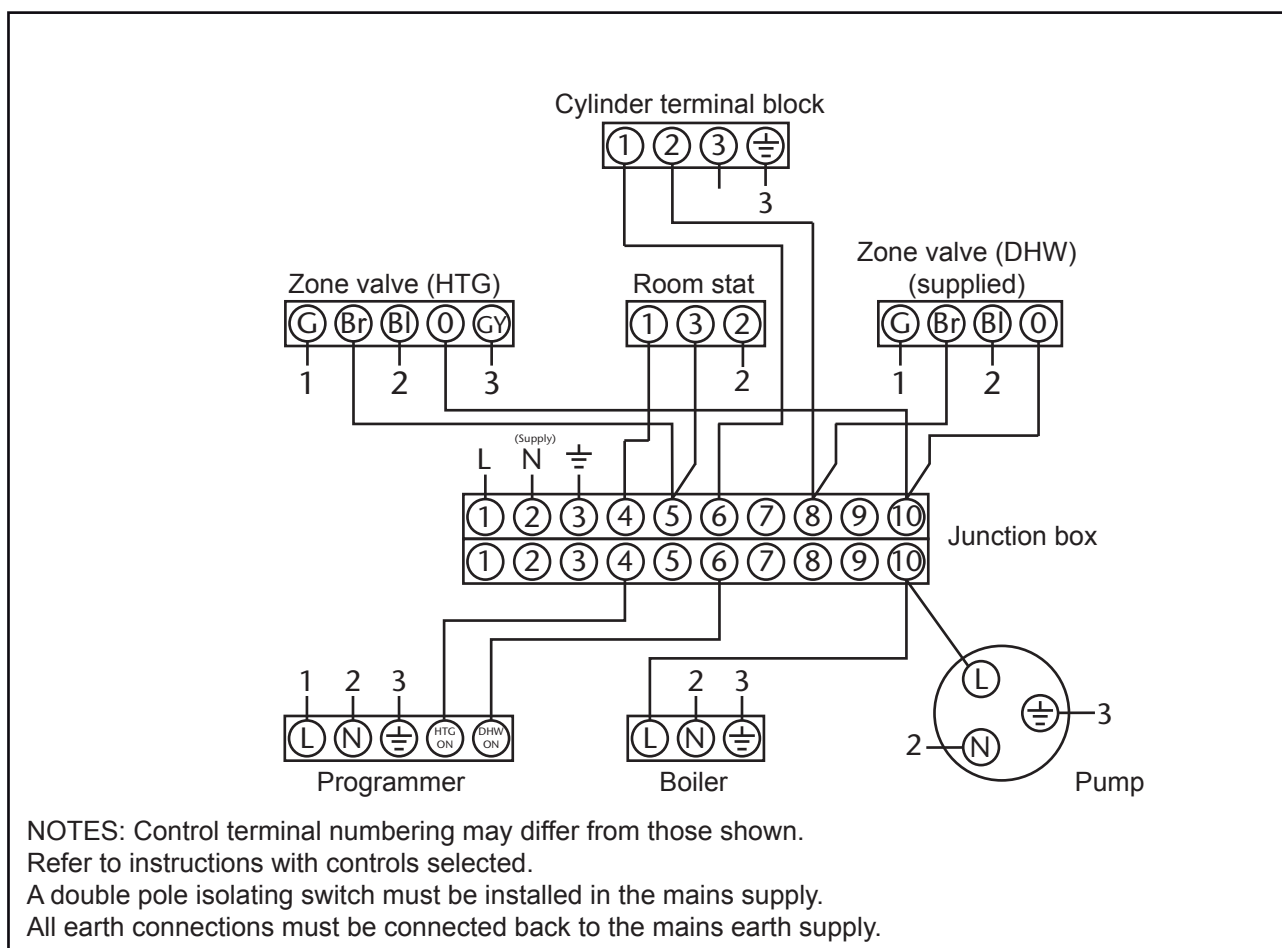 Cylinder terminal block
1 2 3
3
Zone valve (HTG)
G Br Bl 0 GY
1 2 3
Room stat
1 3 2
2
Zone valve (DHW)
(supplied)
G Br Bl 0
1 2
(Supply)
L N
1 2 3 4 5 6 7 8 9 10
1 2 3 4 5 6 7 8 9 10
Junction box
1 2 3
L N HTG ON DHW ON
Programmer
2 3
L N
Boiler
L
3
2 N
Pump
NOTES: Control terminal numbering may differ from those shown.
Refer to instructions with controls selected.
A double pole isolating switch must be installed in the mains supply.
All earth connections must be connected back to the mains earth supply.